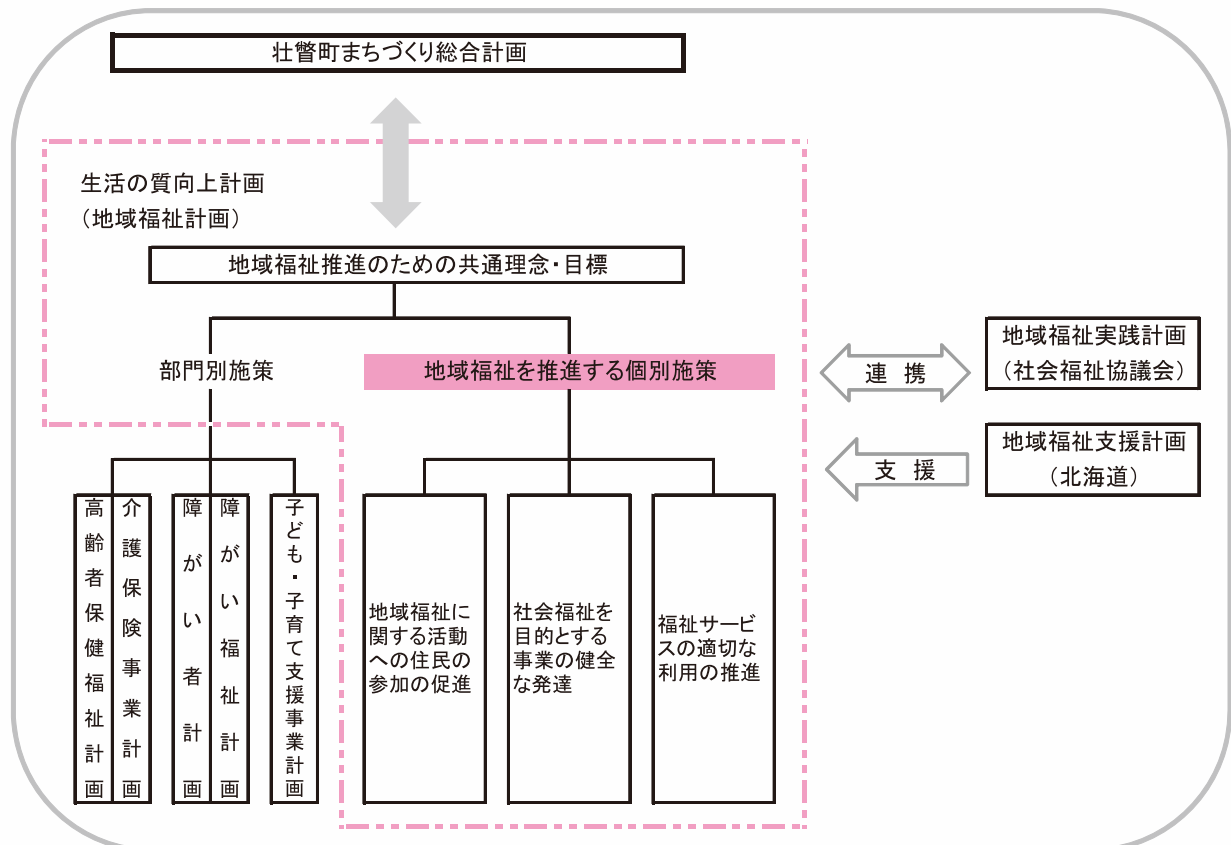 壮瞥町まちづくり総合計画
生活の質向上計画
（地域福祉計画）
地域福祉推進のための共通理念・目標
部門別施策
地域福祉を推進する個別施策
連 携
地域福祉実践計画
（社会福祉協議会）
支 援
地域福祉支援計画
（北海道）
高齢者保健福祉計画
介護保険事業計画
障がい者計画
障がい福祉計画
子ども・子育て支援事業計画
地域福祉に
関する活動
への住民の
参加の促進
社会福祉を
目的とする
事業の健全
な発達
福祉サービ
スの適切な
利用の推進